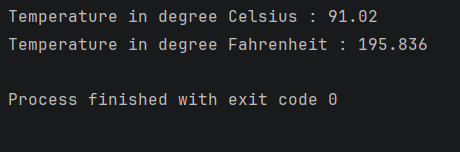 Temperature in degree Celsius : 91.02
Temperature in degree Fahrenheit : 195.836
Process finished with exit code 0